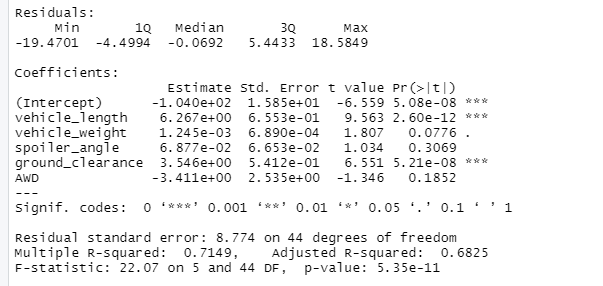 Residuals:
     Min       1Q   Median       3Q      Max
-19.4701  -4.4994  -0.0692   5.4433  18.5849
Coefficients:
                   Estimate Std. Error t value Pr(>|t|)
(Intercept)      -1.040e+02  1.585e+01  -6.559 5.08e-08 ***
vehicle_length    6.267e+00  6.553e-01   9.563 2.60e-12 ***
vehicle_weight    1.245e-03  6.890e-04   1.807   0.0776 .
spoiler_angle     6.877e-02  6.653e-02   1.034   0.3069
ground_clearance  3.546e+00  5.412e-01   6.551 5.21e-08 ***
AWD              -3.411e+00  2.535e+00  -1.346   0.1852
---
Signif. codes:  0 ‘***’ 0.001 ‘**’ 0.01 ‘*’ 0.05 ‘.’ 0.1 ‘ ’ 1
Residual standard error: 8.774 on 44 degrees of freedom
Multiple R-squared:  0.7149,    Adjusted R-squared:  0.6825
F-statistic: 22.07 on 5 and 44 DF,  p-value: 5.35e-11